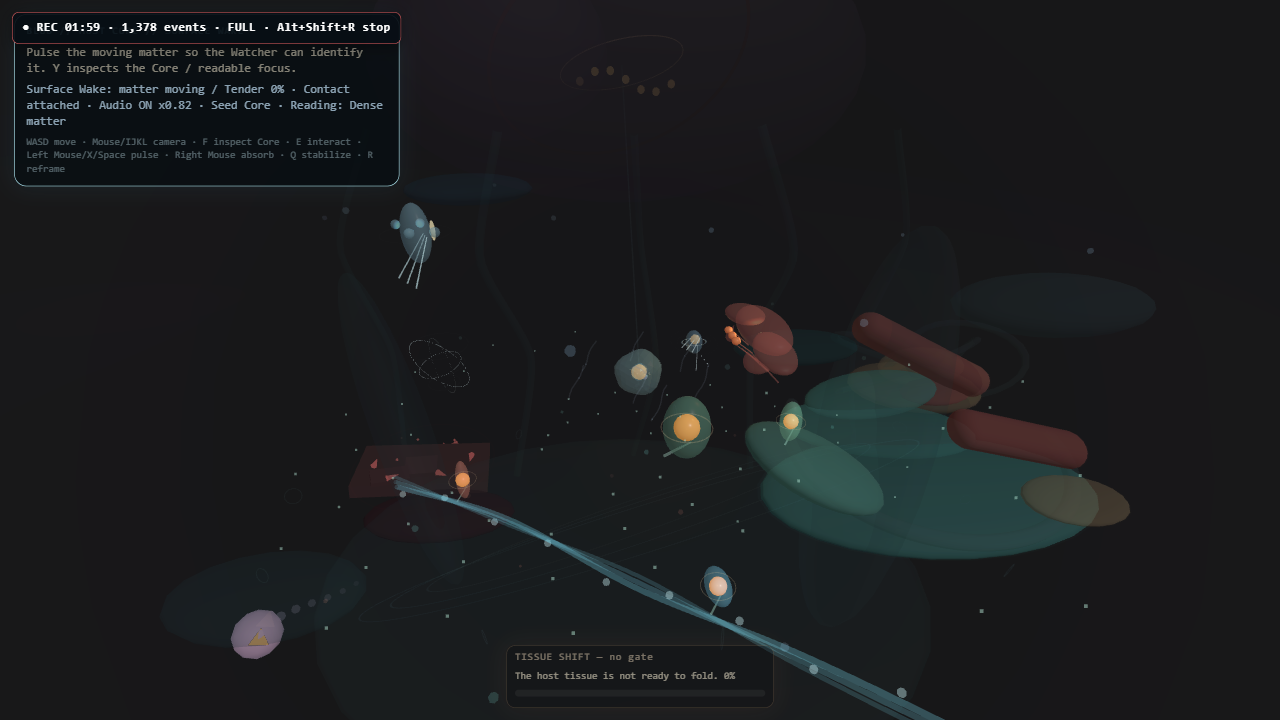 ● REC 01:59 · 1,378 events · FULL · Alt+Shift+R stop
Pulse the moving matter so the Watcher can identify
it. Y inspects the Core / readable focus.
Surface Wake: matter moving / Tender 0% · Contact
attached · Audio ON x0.82 · Seed Core · Reading: Dense
matter
WASD move · Mouse/IJKL camera · F inspect Core · E interact ·
Left Mouse/X/Space pulse · Right Mouse absorb · Q stabilize · R
reframe
TISSUE SHIFT — no gate
The host tissue is not ready to fold. 0%